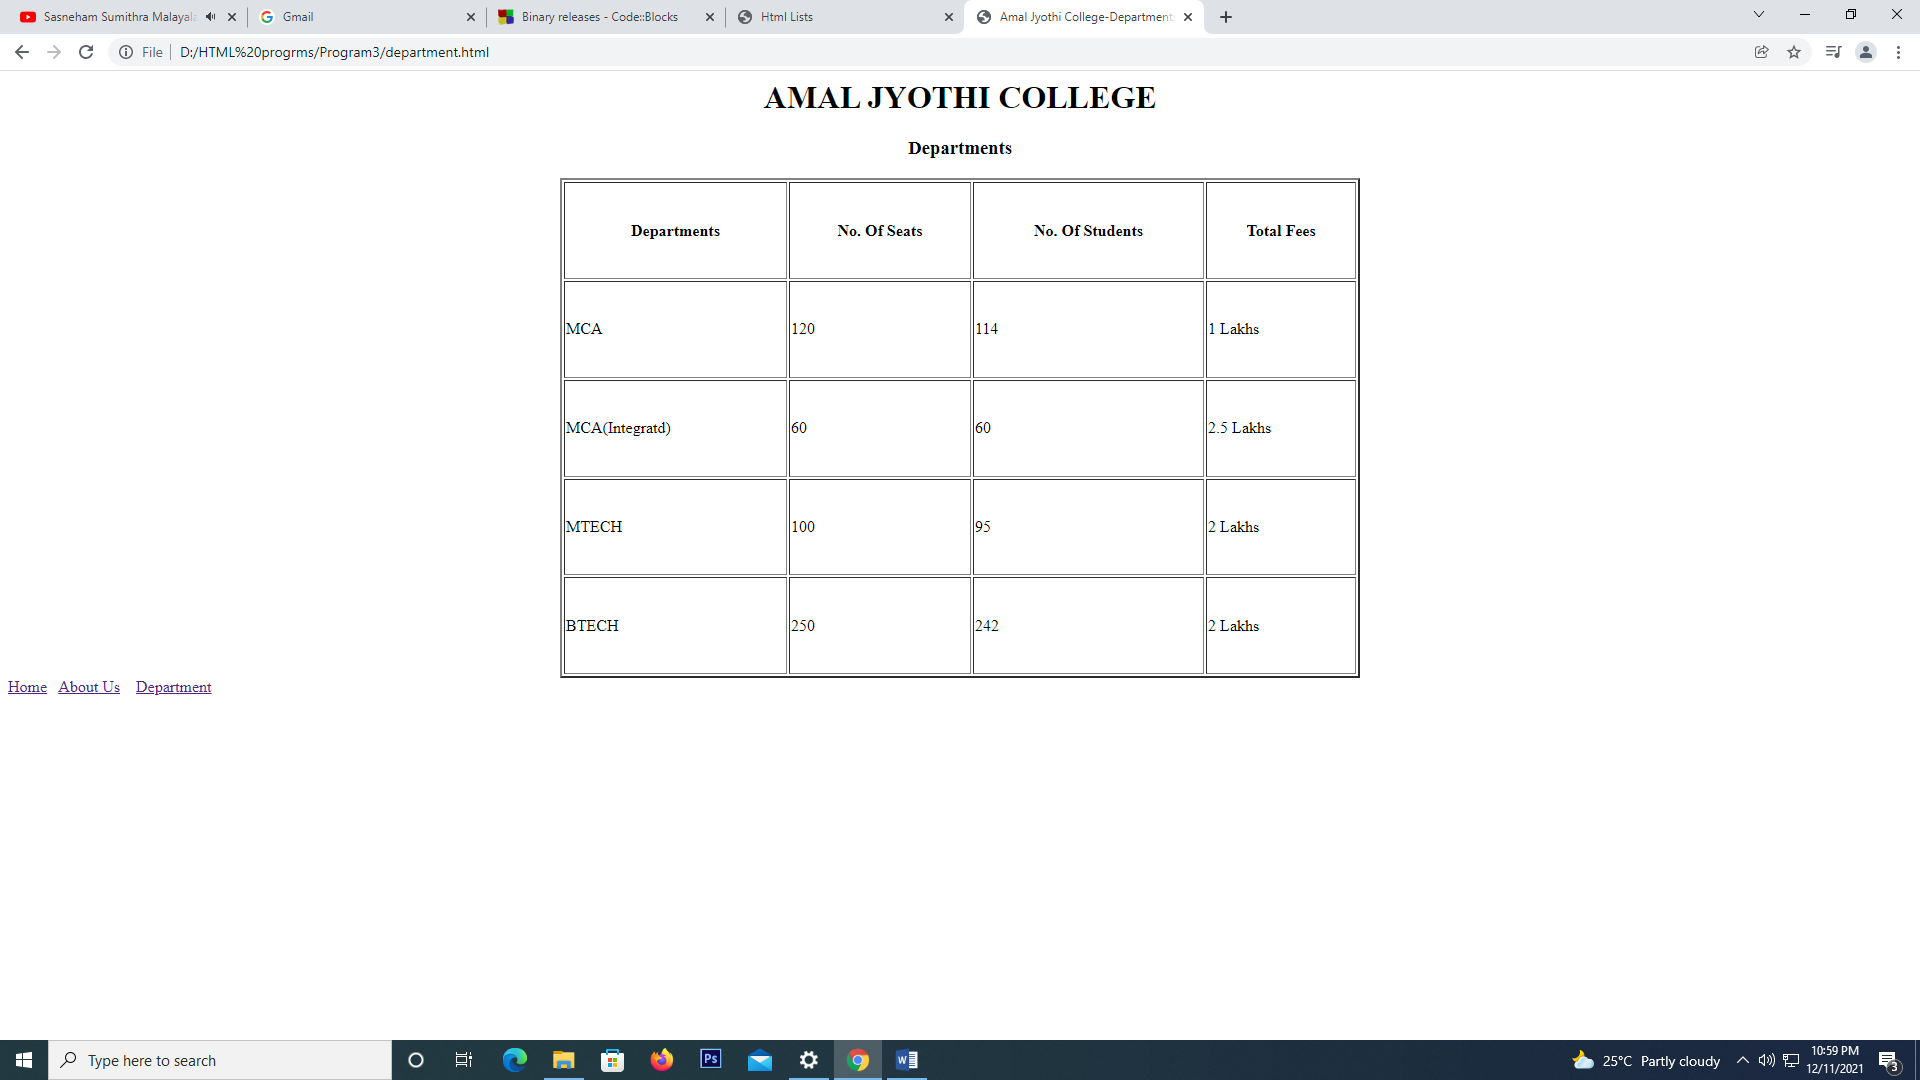 Sasneham Sumithra Malayala
Gmail
Binary releases - Code::Blocks
Html Lists
Amal Jyothi College-Department
File
D:/HTML%20progrms/Program3/department.html
AMAL JYOTHI COLLEGE
Departments
Departments No. Of Seats No. Of Students Total Fees
MCA 120 114 1 Lakhs
MCA(Integratd) 60 60 2.5 Lakhs
MTECH 100 95 2 Lakhs
BTECH 250 242 2 Lakhs
Home About Us Department
Type here to search
Ps
25°C Partly cloudy
10:59 PM
12/11/2021
3